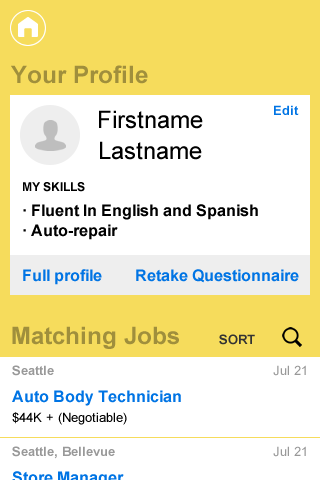 Your Profile
Edit
Firstname
Lastname
MY SKILLS
· Fluent In English and Spanish
· Auto-repair
Full profile Retake Questionnaire
Matching Jobs SORT
Seattle Jul 21
Auto Body Technician
$44K + (Negotiable)
Seattle, Bellevue Jul 21
Store Manager